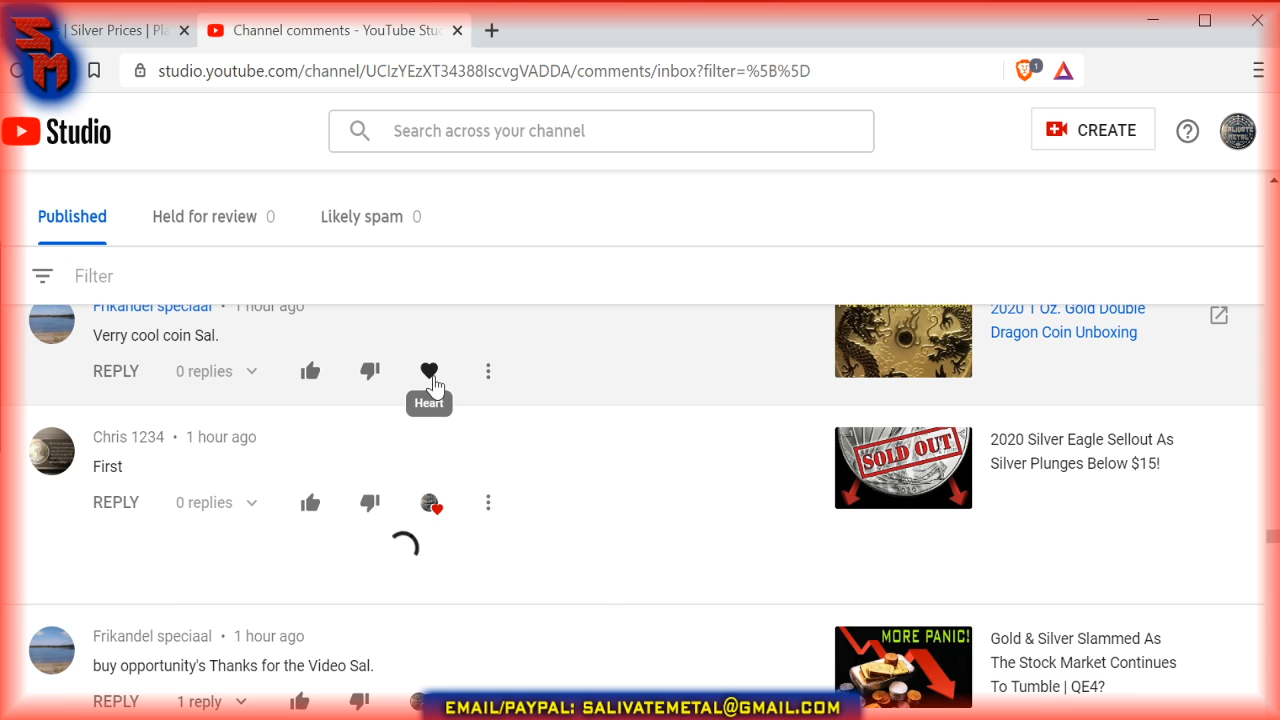 SM
| Silver Prices | Pla
Channel comments - YouTube Stud
studio.youtube.com/channel/UCIzYEzXT34388IscvgVADDA/comments/inbox?filter=%5B%5D
1
Studio
Search across your channel
CREATE
SALIVATE METAL
Published
Held for review 0
Likely spam 0
Filter
Frikandel speciaal • 1 hour ago
Verry cool coin Sal.
REPLY
0 replies
Heart
2020 1 Oz. Gold Double
Dragon Coin Unboxing
Chris 1234 • 1 hour ago
First
REPLY
0 replies
SOLD OUT
2020 Silver Eagle Sellout As
Silver Plunges Below $15!
Frikandel speciaal • 1 hour ago
buy opportunity's Thanks for the Video Sal.
REPLY
1 reply
MORE PANIC!
Gold & Silver Slammed As
The Stock Market Continues
To Tumble | QE4?
EMAIL/PAYPAL: SALIVATEMETAL@GMAIL.COM